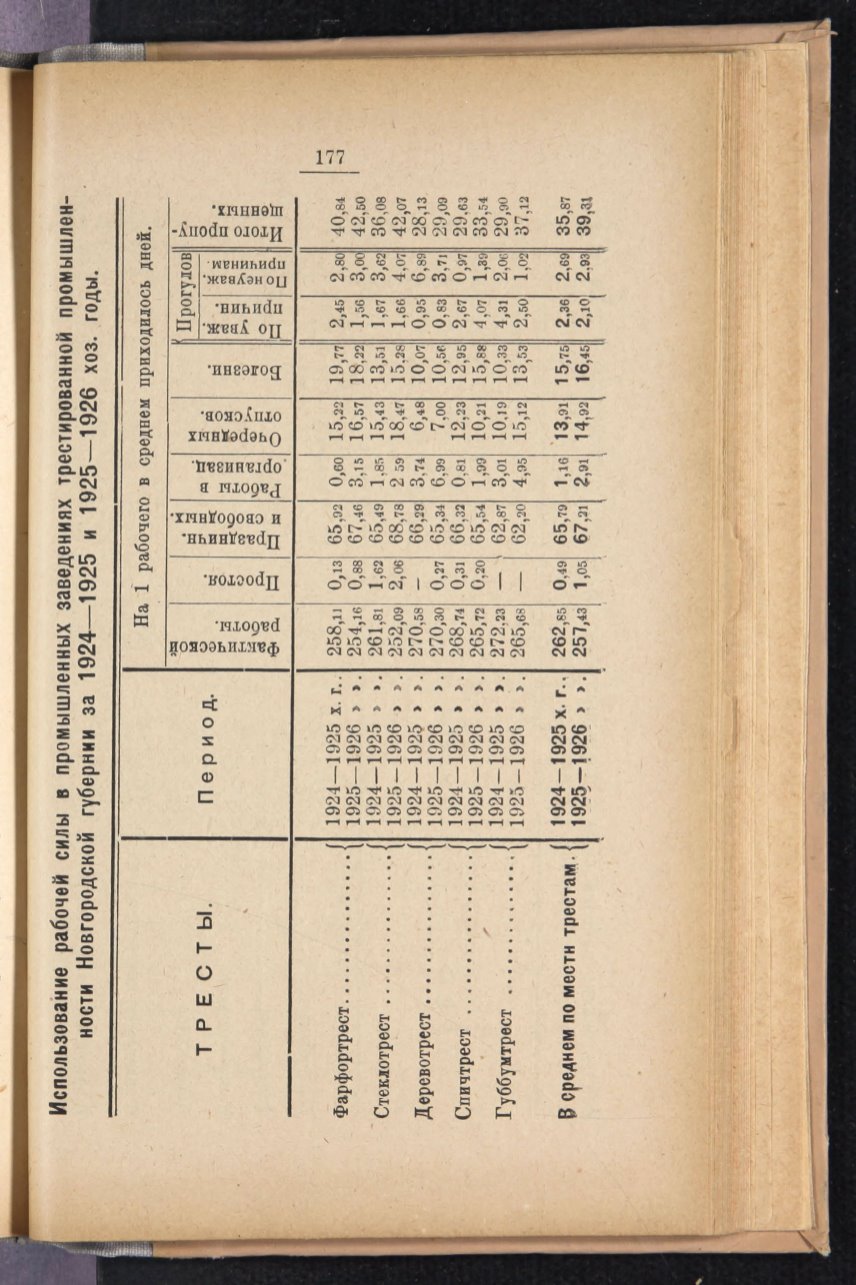 177
Использование рабочей силы в промышленных заведениях трестированной промышлен-
ности Новгородской губернии за 1924—1925 и 1925—1926 хоз. годы.
ТРЕСТЫ. Период. На 1 рабочего в среднем приходилось дней.
Фактической работы. Простоя. Праздничн. и свободных. Работы в организац. Очередных отпусков. Болезни. Прогулов По уваж. причин. По неуваж. причинам. Итого пропу-щенных.
Фарфортрест 1924—1925 х. г. 258,11 0,13 65,92 0,60 15,22 19,77 2,45 2,80 40,84
1925—1926 » ». 254,16 0,88 67,46 3,15 16,57 18,22 1,56 3,00 42,50
Стеклотрест 1924—1925 » ». 261,81 1,62 65,49 1,85 15,43 13,51 1,67 3,62 36,08
1925—1926 » ». 252,09 2,06 68,78 2 59 18,47 15,28 1,66 4,07 42,07
Деревотрест 1924—1925 » ». 270,58 — 66,29 3,74 6,48 10,07 0,95 6,89 28,13
1925—1926 » ». 270,30 0,27 65,34 6,99 7,00 10,56 0,83 3,71 29,09
Спичтрест 1924—1925 » ». 268,74 0,31 66,32 0,81 12,23 12,95 2,67 0,97 29,63
1925—1926 » ». 265,72 0,20 65,54 1,99 10,21 15,88 4,07 1,39 33,54
Губбумтрест 1924—1925 » ». 272,23 — 62,87 3,01 10,19 10,33 4,31 2,06 29,90
1925—1926 » ». 265,68 — 62,20 4,95 15,12 13,53 2,50 1,02 37,12
В среднем по местн трестам. 1924—1925 х. г. 262,85 0,49 65,79 1,16 13,91 15,75 2,36 2,69 35,87
1925—1926 » ». 257,43 1,05 67,21 2,91 14,92 16,45 2,10 2,93 39,31